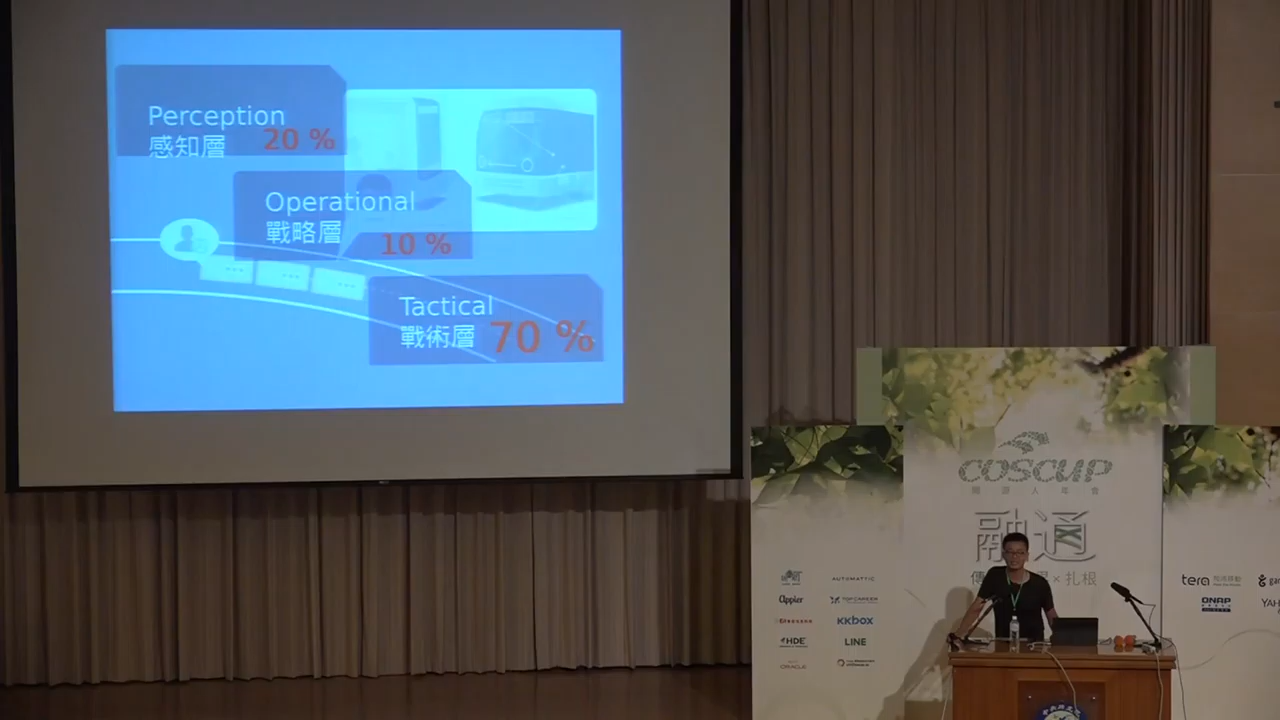 Perception
感知層
20 %
Operational
戰略層
10 %
Tactical
戰術層
70 %
COSCUP
融通
扎根
AUTOMATTIC
Appier
KKBOX
HDE
LINE
ORACLE
tera
QNAP